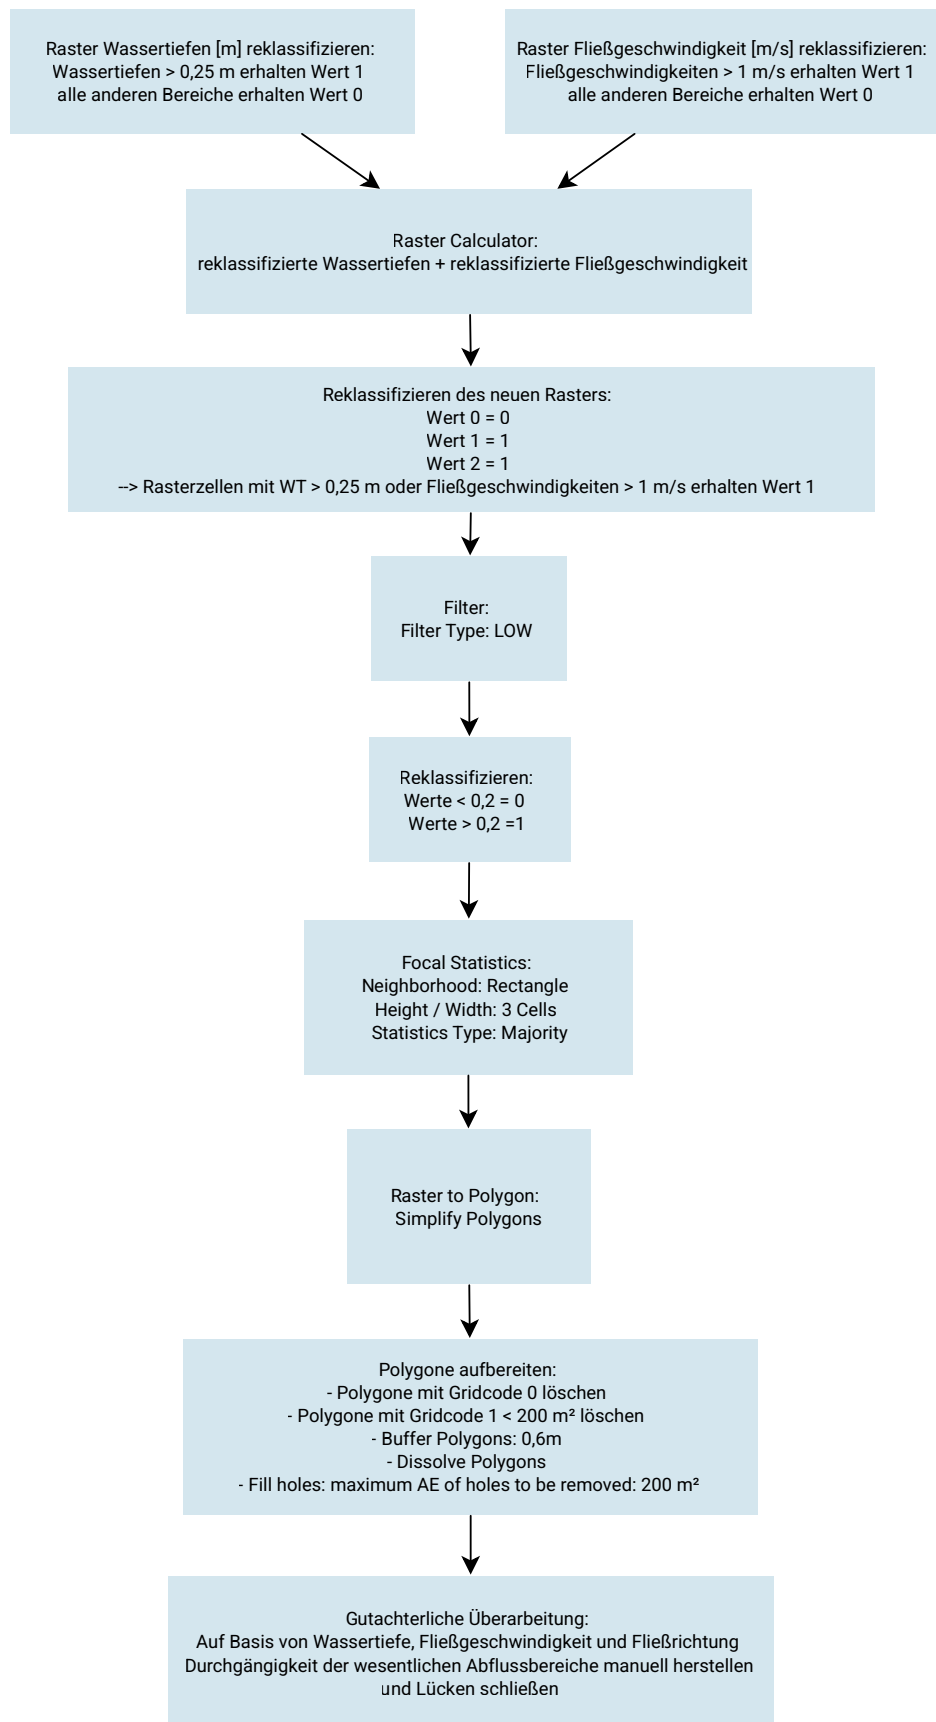 Raster Wassertiefen [m] reklassifizieren:
Wassertiefen > 0,25 m erhalten Wert 1
alle anderen Bereiche erhalten Wert 0
Raster Fließgeschwindigkeit [m/s] reklassifizieren:
Fließgeschwindigkeiten > 1 m/s erhalten Wert 1
alle anderen Bereiche erhalten Wert 0
Raster Calculator:
reklassifizierte Wassertiefen + reklassifizierte Fließgeschwindigkeit
Reklassifizieren des neuen Rasters:
Wert 0 = 0
Wert 1 = 1
Wert 2 = 1
--> Rasterzellen mit WT > 0,25 m oder Fließgeschwindigkeiten > 1 m/s erhalten Wert 1
Filter:
Filter Type: LOW
Reklassifizieren:
Werte < 0,2 = 0
Werte > 0,2 =1
Focal Statistics:
Neighborhood: Rectangle
Height / Width: 3 Cells
Statistics Type: Majority
Raster to Polygon:
Simplify Polygons
Polygone aufbereiten:
- Polygone mit Gridcode 0 löschen
- Polygone mit Gridcode 1 < 200 m² löschen
- Buffer Polygons: 0,6m
- Dissolve Polygons
- Fill holes: maximum AE of holes to be removed: 200 m²
Gutachterliche Überarbeitung:
Auf Basis von Wassertiefe, Fließgeschwindigkeit und Fließrichtung
Durchgängigkeit der wesentlichen Abflussbereiche manuell herstellen
und Lücken schließen